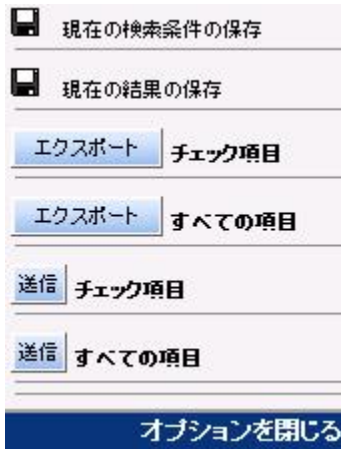 現在の検索条件の保存
現在の結果の保存
エクスポート チェック項目
エクスポート すべての項目
送信 チェック項目
送信 すべての項目
オプションを閉じる